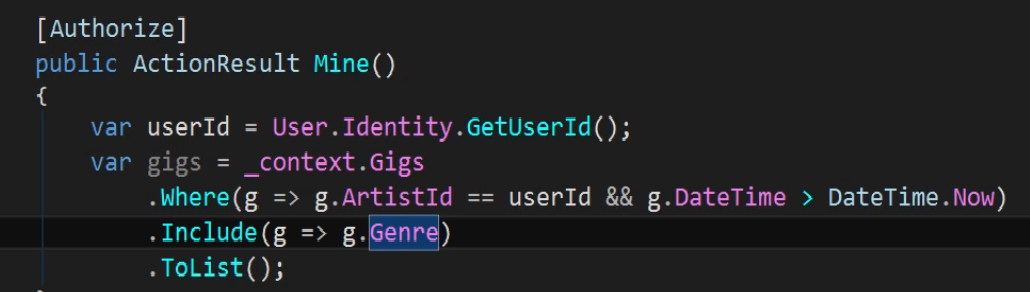 [Authorize]
public ActionResult Mine()
{
var userId = User.Identity.GetUserId();
var gigs = _context.Gigs
.Where(g => g.ArtistId == userId && g.DateTime > DateTime.Now)
.Include(g => g.Genre)
.ToList();